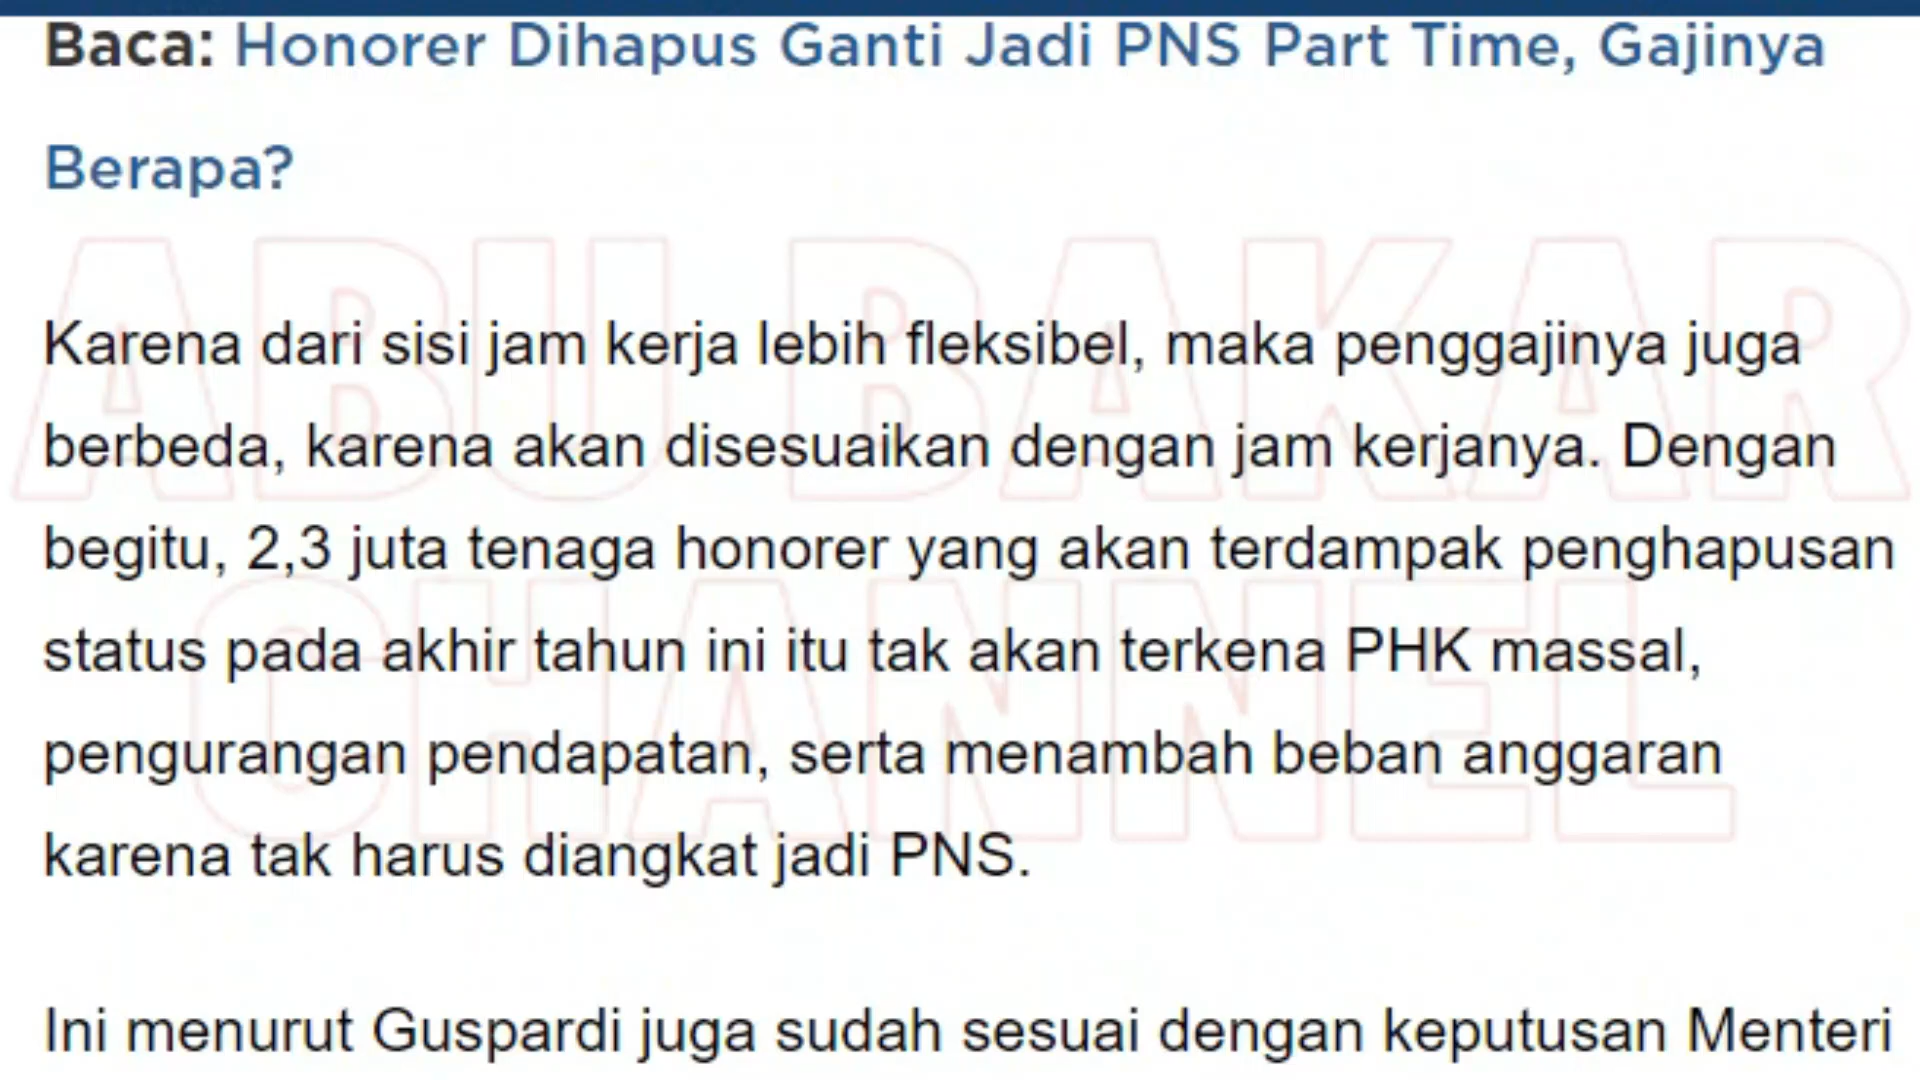 Baca: Honorer Dihapus Ganti Jadi PNS Part Time, Gajinya
Berapa?
ABU BAKAR
CHANNEL
Karena dari sisi jam kerja lebih fleksibel, maka penggajinya juga
berbeda, karena akan disesuaikan dengan jam kerjanya. Dengan
begitu, 2,3 juta tenaga honorer yang akan terdampak penghapusan
status pada akhir tahun ini itu tak akan terkena PHK massal,
pengurangan pendapatan, serta menambah beban anggaran
karena tak harus diangkat jadi PNS.
Ini menurut Guspardi juga sudah sesuai dengan keputusan Menteri